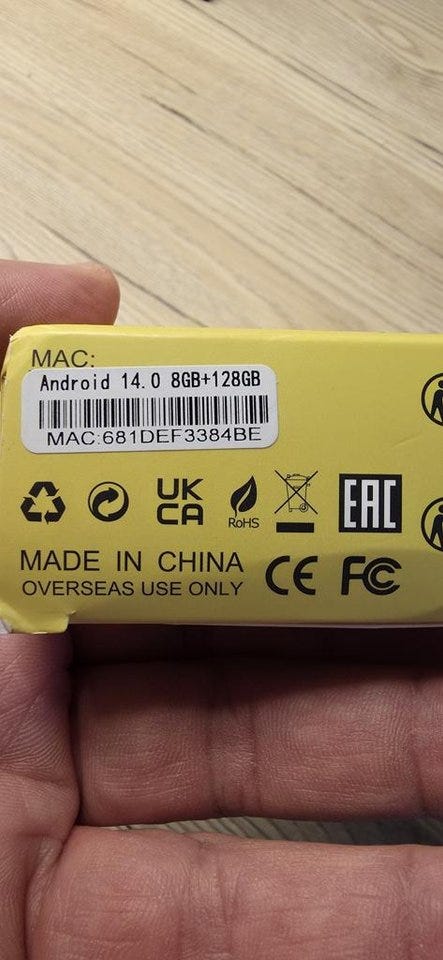 MAC:
Android 14.0 8GB+128GB
MAC:681DEF3384BE
UK
CA
RoHS
EAC
MADE IN CHINA
OVERSEAS USE ONLY
CE FC